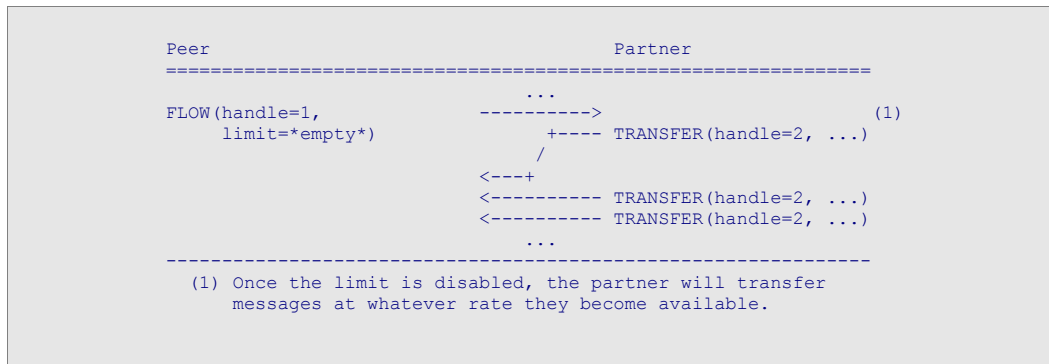 Peer Partner
===============================================================
...
FLOW(handle=1, ----------> (1)
limit=*empty*) +---- TRANSFER(handle=2, ...)
/
<---+
<---------- TRANSFER(handle=2, ...)
<---------- TRANSFER(handle=2, ...)
...
---------------------------------------------------------------
(1) Once the limit is disabled, the partner will transfer
messages at whatever rate they become available.